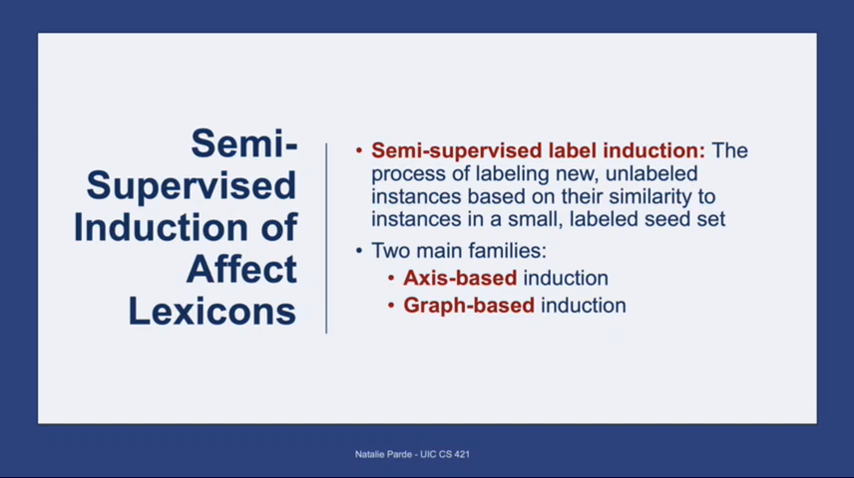 Semi-
Supervised
Induction of
Affect
Lexicons
• Semi-supervised label induction: The
process of labeling new, unlabeled
instances based on their similarity to
instances in a small, labeled seed set
• Two main families:
• Axis-based induction
• Graph-based induction
Natalie Parde - UIC CS 421